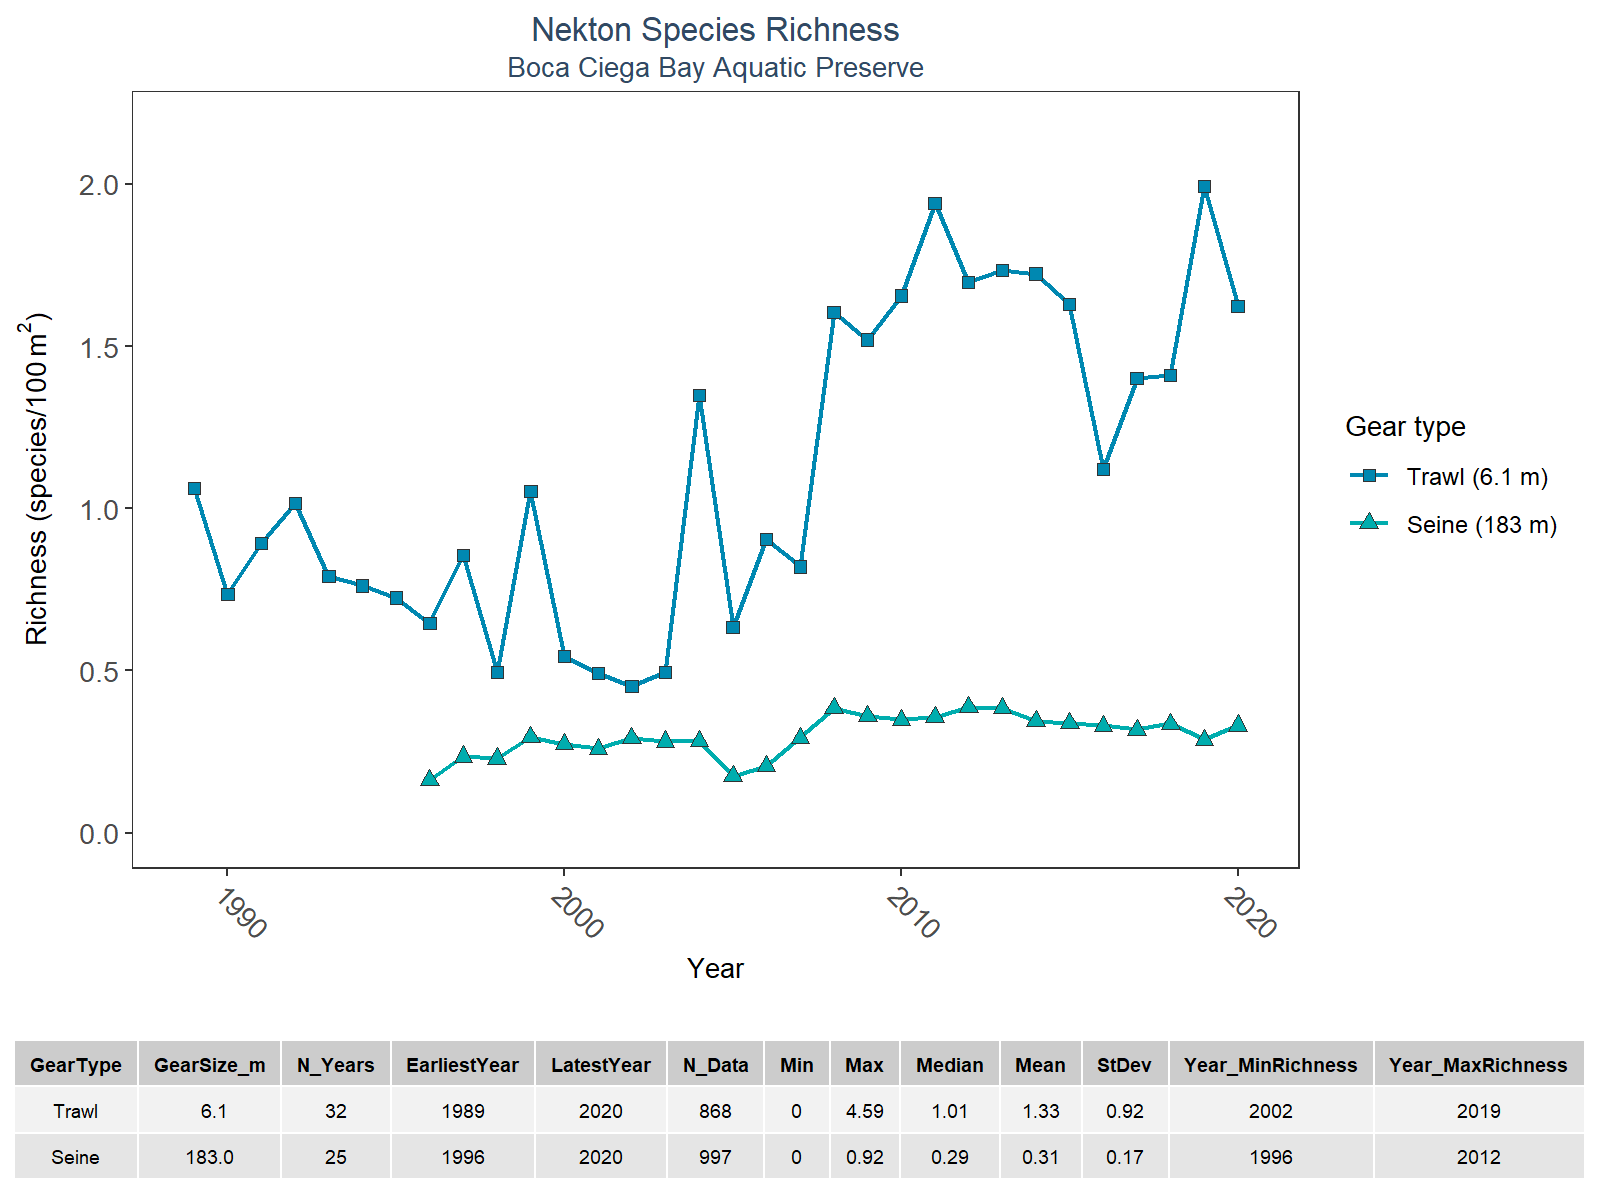 Nekton Species Richness
Boca Ciega Bay Aquatic Preserve
Richness (species/100 m²)
2.0
1.5
1.0
0.5
0.0
1990 2000 2010 2020
Year
Gear type
Trawl (6.1 m)
Seine (183 m)
GearType GearSize_m N_Years EarliestYear LatestYear N_Data Min Max Median Mean StDev Year_MinRichness Year_MaxRichness
Trawl 6.1 32 1989 2020 868 0 4.59 1.01 1.33 0.92 2002 2019
Seine 183.0 25 1996 2020 997 0 0.92 0.29 0.31 0.17 1996 2012